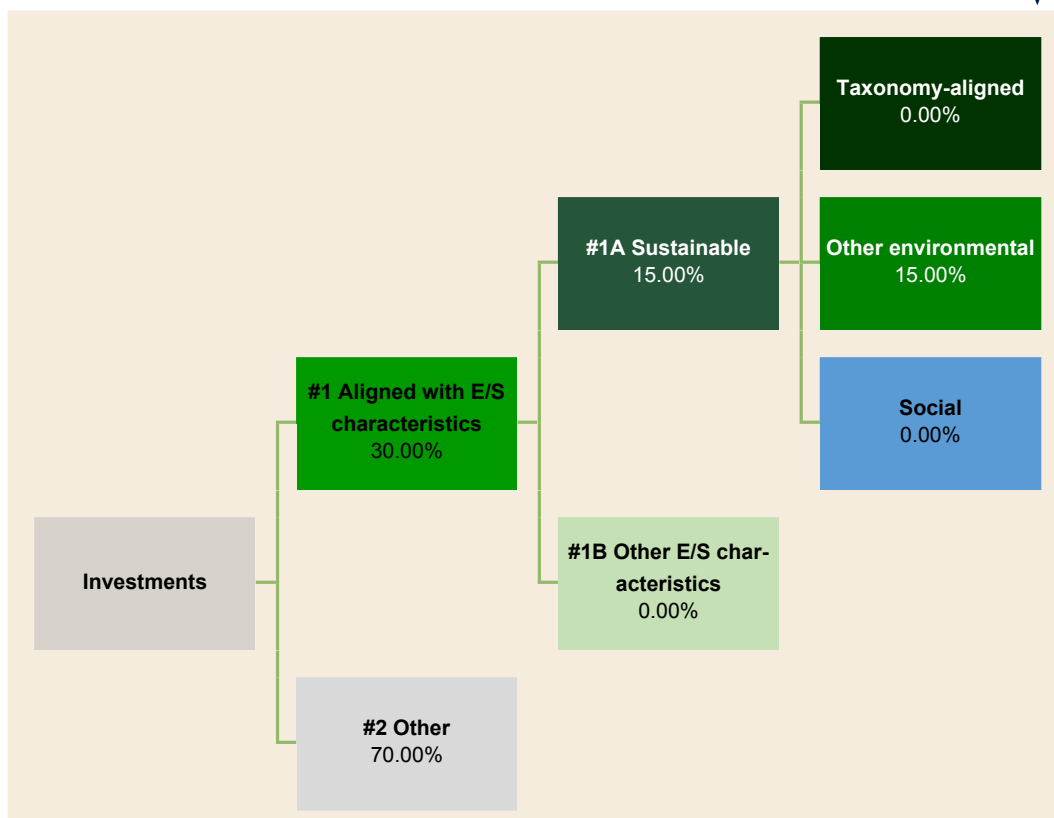 Taxonomy-aligned
0.00%
#1A Sustainable
15.00%
Other environmental
15.00%
#1 Aligned with E/S
characteristics
30.00%
Social
0.00%
Investments
#1B Other E/S char-
acteristics
0.00%
#2 Other
70.00%